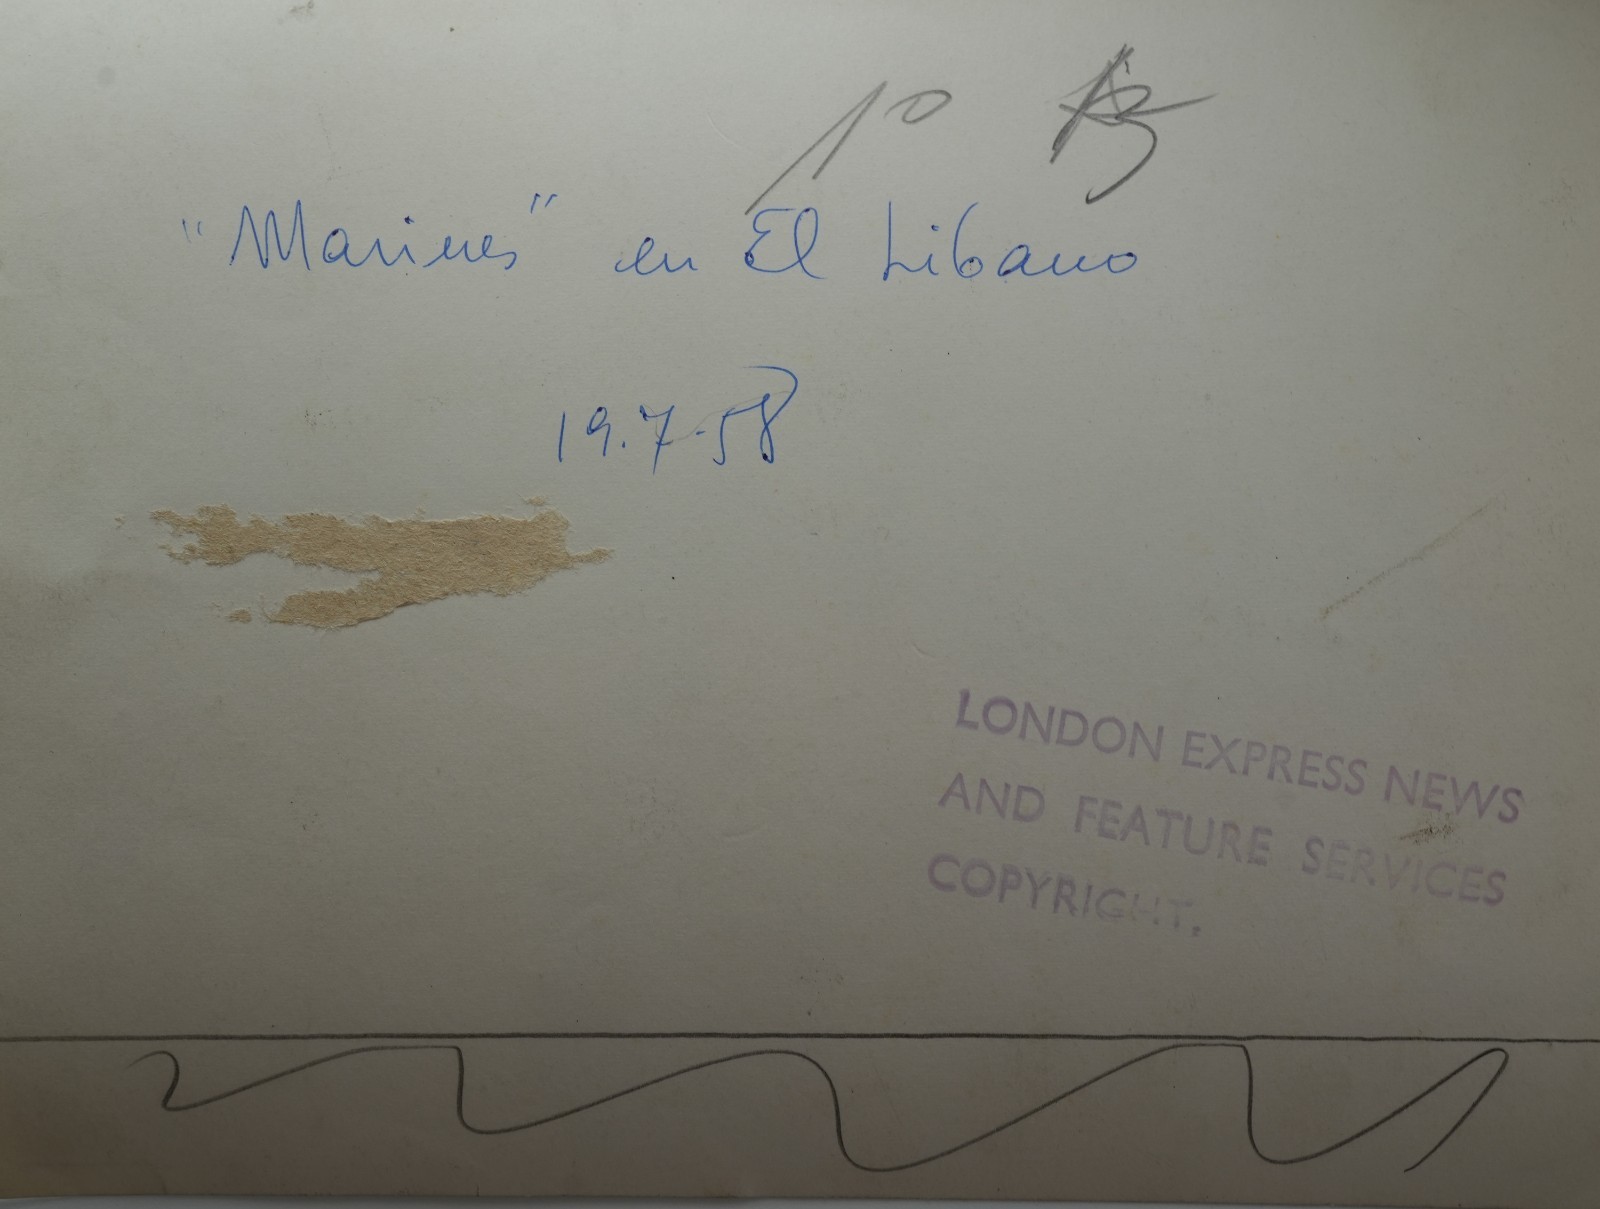 1º
"Marines" en El Libano
19.7-58
LONDON EXPRESS NEWS
AND FEATURE SERVICES
COPYRIGHT.